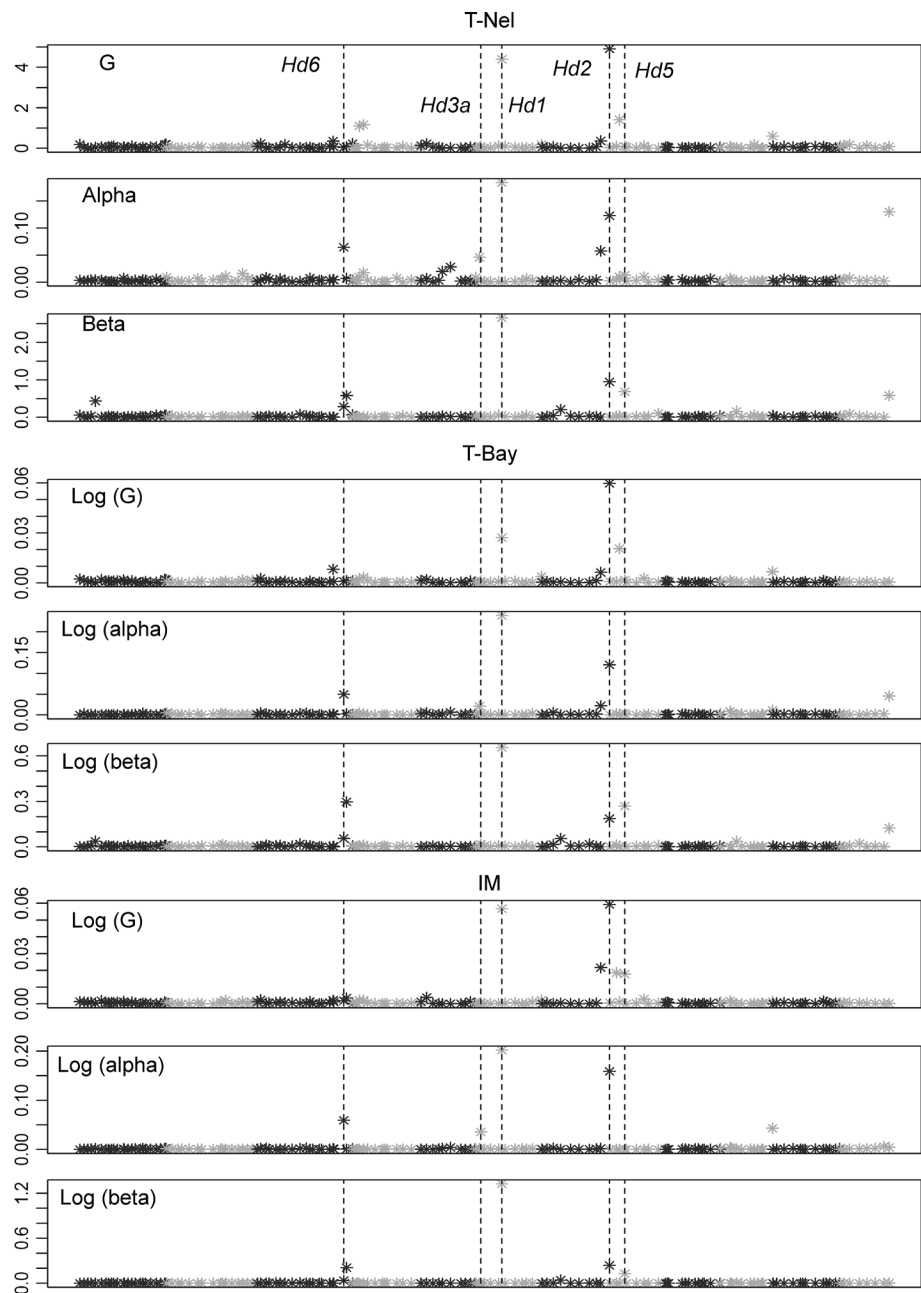 T-Nel
G
Hd6
Hd3a
Hd1
Hd2
Hd5
0 2 4
Alpha
0.00 0.10
Beta
0.0 1.0 2.0
T-Bay
Log (G)
0.00 0.03 0.06
Log (alpha)
0.00 0.15
Log (beta)
0.0 0.3 0.6
IM
Log (G)
0.00 0.03 0.06
Log (alpha)
0.00 0.10 0.20
Log (beta)
0.0 0.6 1.2